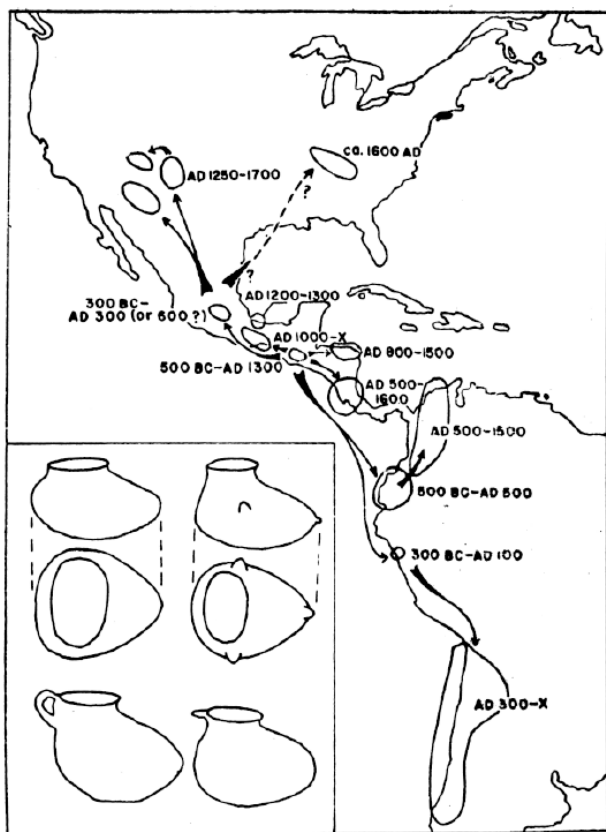 ca. 1600 AD
AD 1250-1700
?
?
300 BC-
AD 300 (or 600 ?)
AD 1200-1300
AD 1000-X
AD 800-1500
500 BC-AD 1300
AD 500-
1600
AD 500-1500
500 BC-AD 500
300 BC-AD 100
AD 300-X